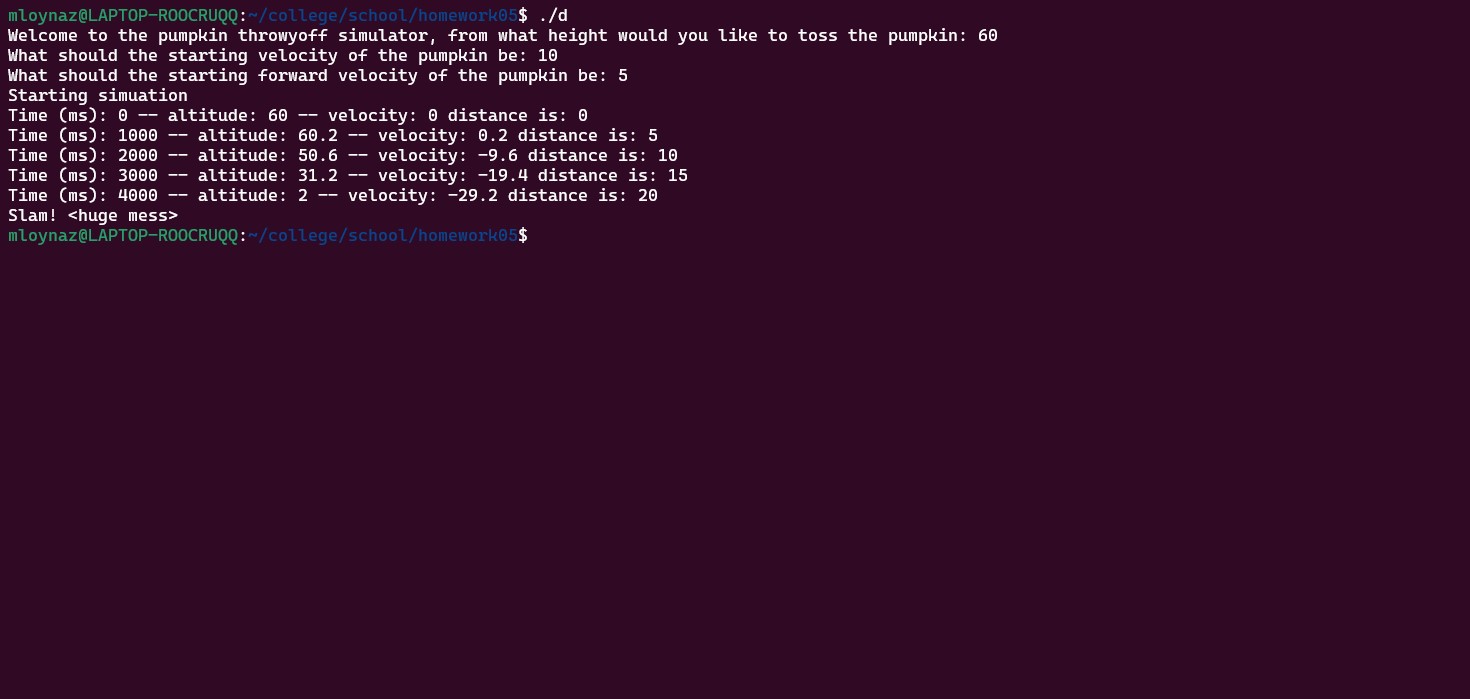 mloynaz@LAPTOP-ROOCRUQQ:~/college/school/homework05$ ./d
Welcome to the pumpkin throwyoff simulator, from what height would you like to toss the pumpkin: 60
What should the starting velocity of the pumpkin be: 10
What should the starting forward velocity of the pumpkin be: 5
Starting simuation
Time (ms): 0 -- altitude: 60 -- velocity: 0 distance is: 0
Time (ms): 1000 -- altitude: 60.2 -- velocity: 0.2 distance is: 5
Time (ms): 2000 -- altitude: 50.6 -- velocity: -9.6 distance is: 10
Time (ms): 3000 -- altitude: 31.2 -- velocity: -19.4 distance is: 15
Time (ms): 4000 -- altitude: 2 -- velocity: -29.2 distance is: 20
Slam! <huge mess>
mloynaz@LAPTOP-ROOCRUQQ:~/college/school/homework05$